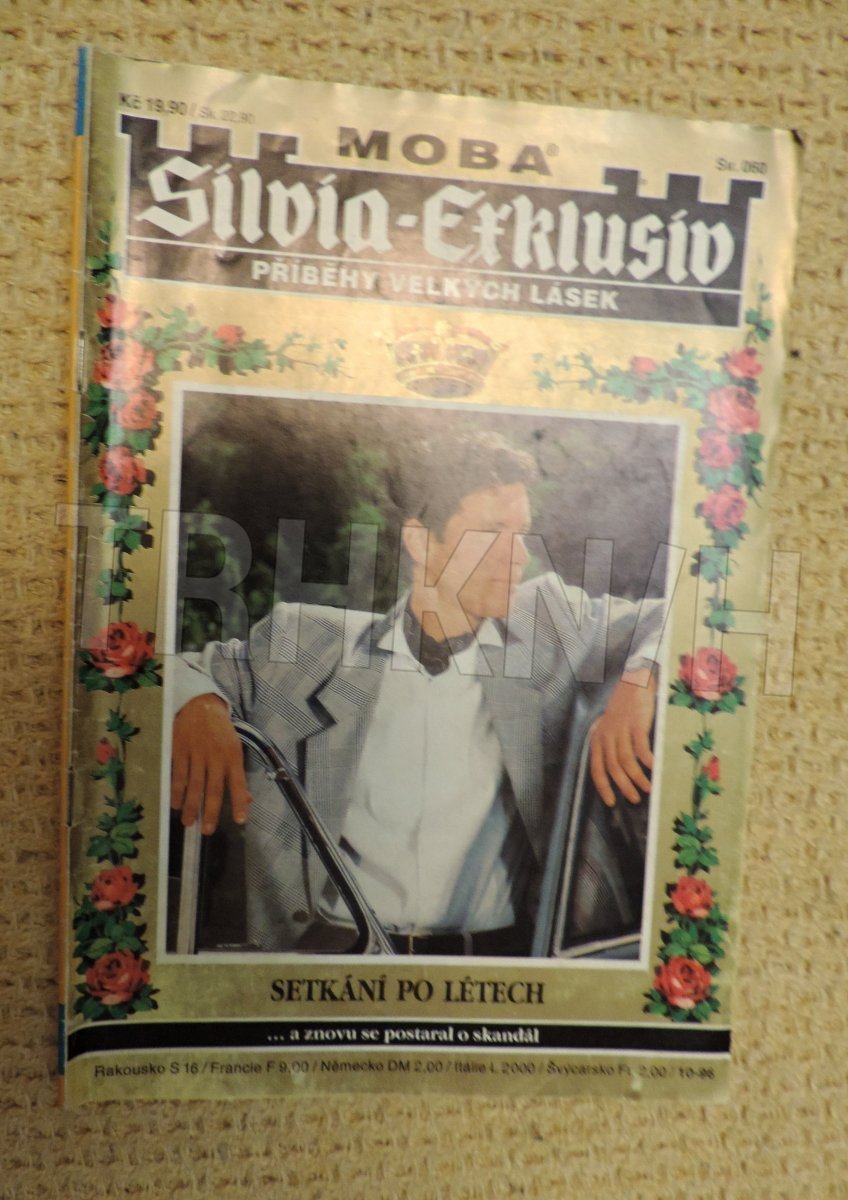 Kč 19,90 / Sk. 22,90
MOBA®
Sv. 060
Silvia-Exklusiv
PŘÍBĚHY VELKÝCH LÁSEK
TRHKNIH
SETKÁNÍ PO LÉTECH
... a znovu se postaral o skandál
Rakousko S 16 / Francie F 9,00 / Německo DM 2,00 / Itálie L 2000 / Švýcarsko Fr. 2,00 / 10-96